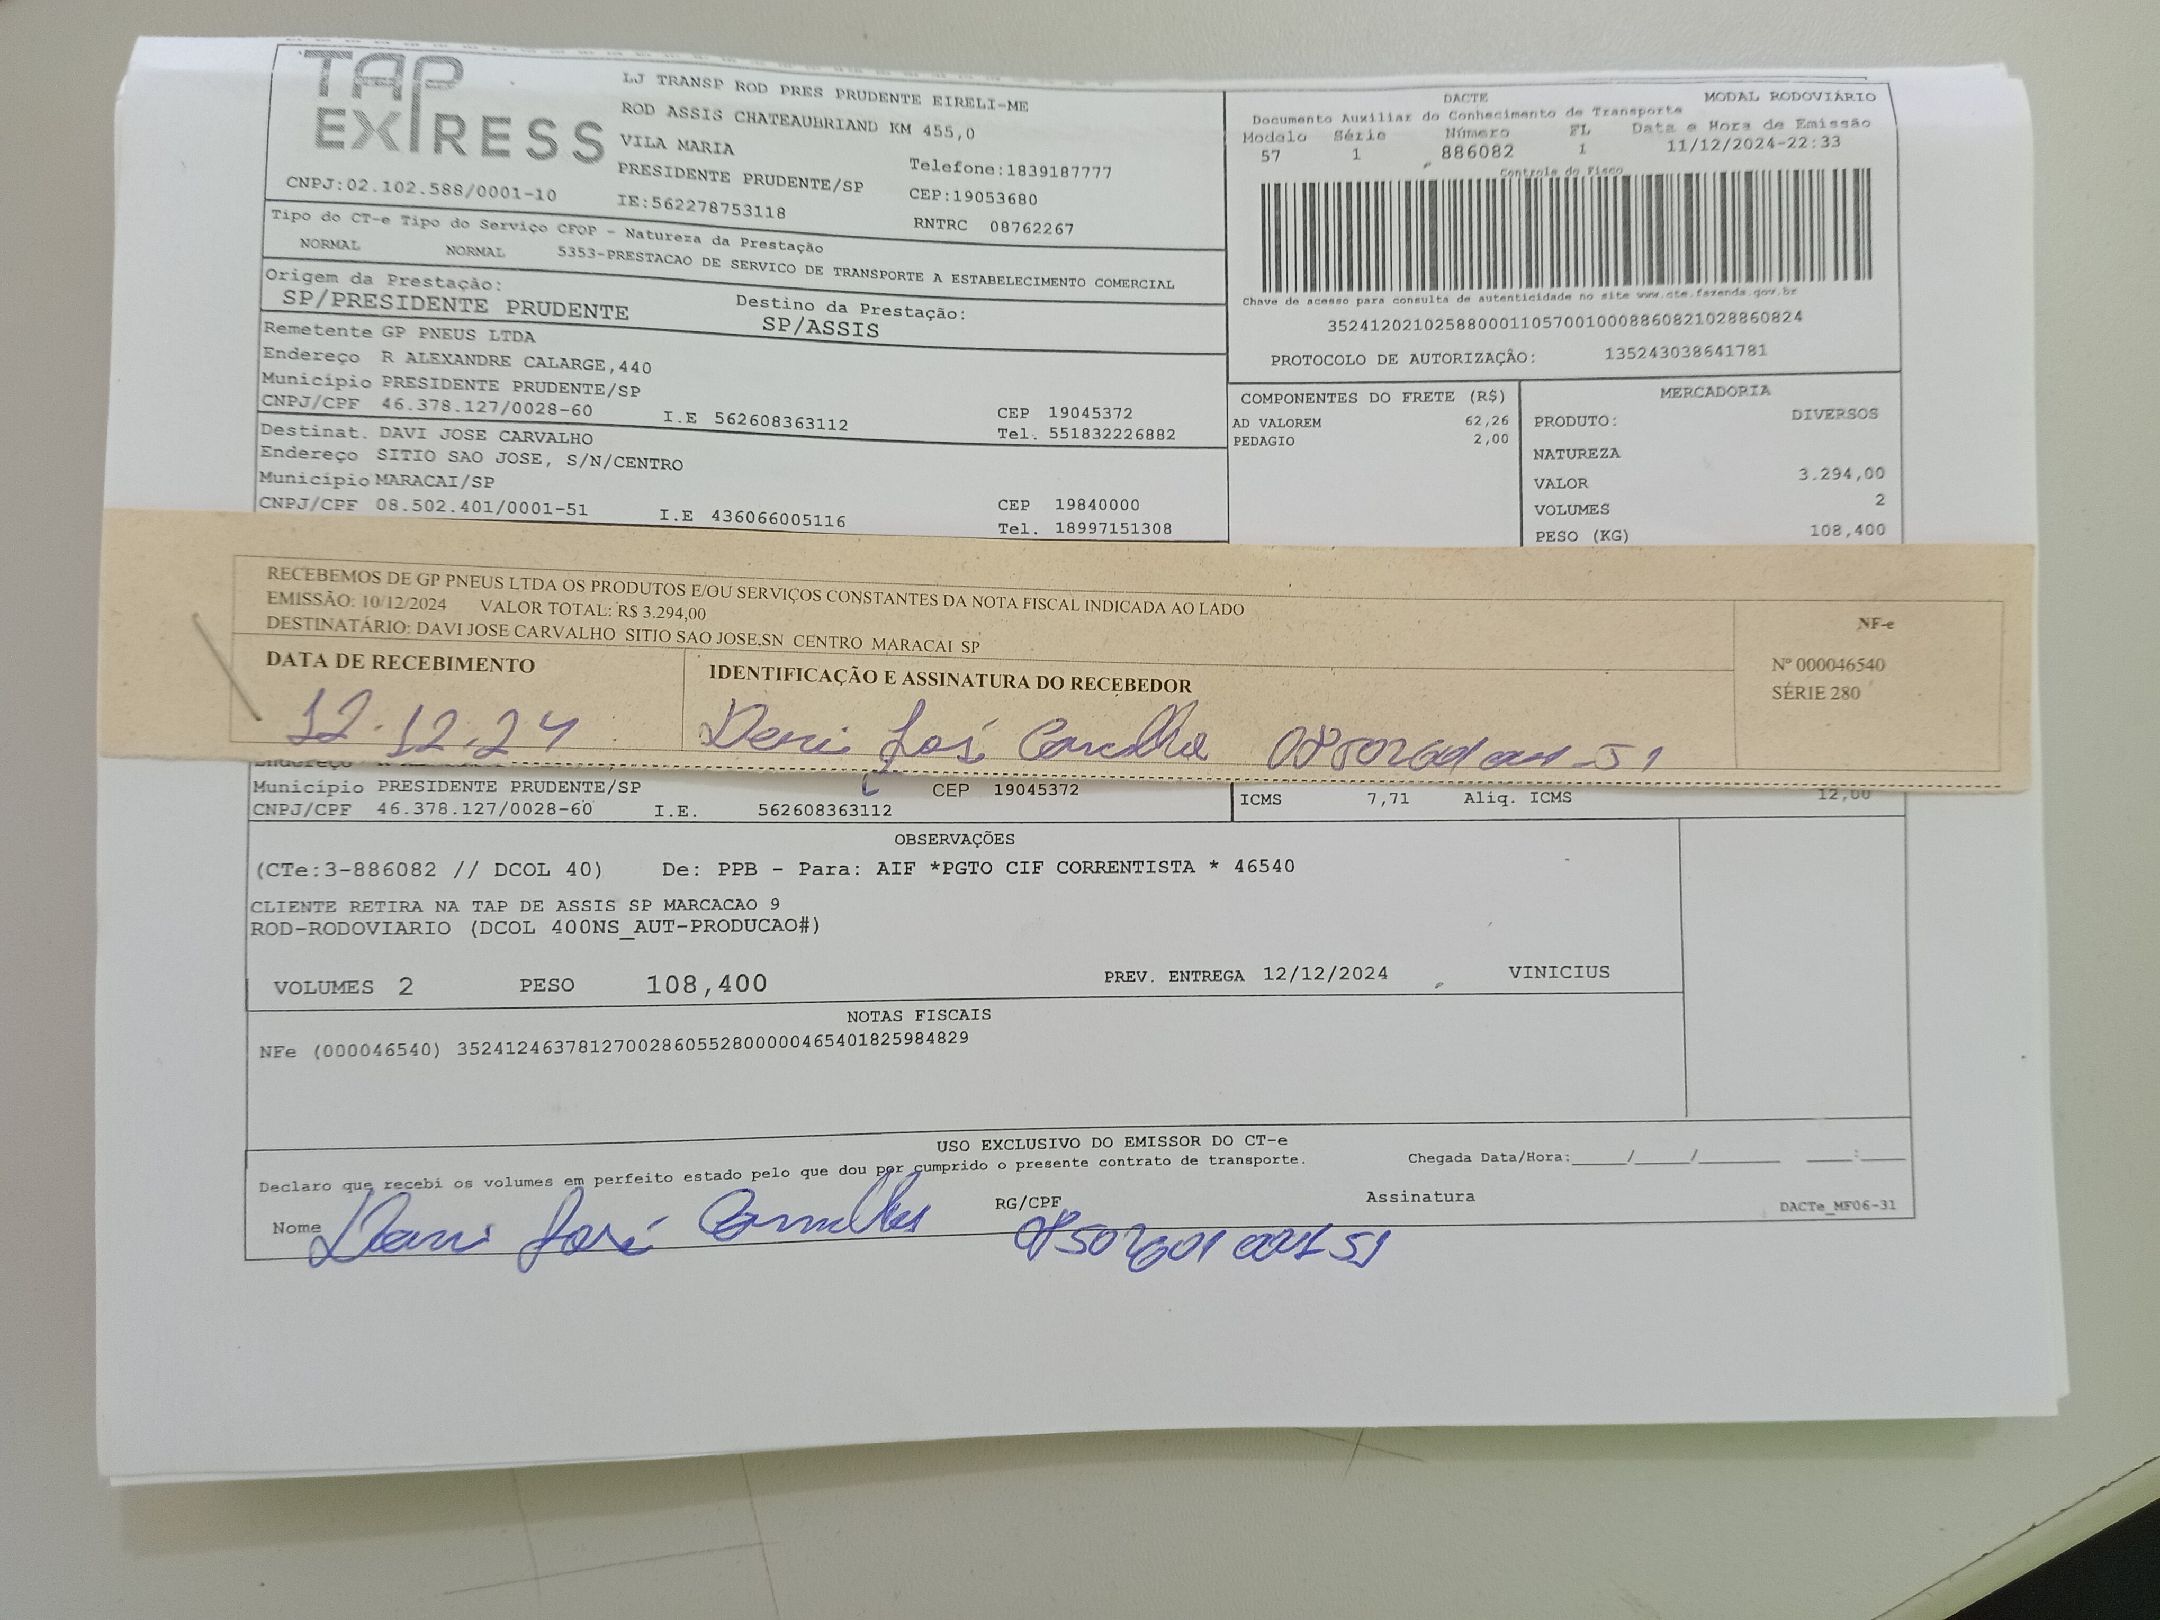 TAP EXPRESS
LJ TRANSP ROD PRES PRUDENTE EIRELI-ME
ROD ASSIS CHATEAUBRIAND KM 455,0
VILA MARIA
PRESIDENTE PRUDENTE/SP Telefone:1839187777
CNPJ:02.102.588/0001-10 IE:562278753118 CEP:19053680
RNTRC 08762267
DACTE MODAL RODOVIÁRIO
Documento Auxiliar do Conhecimento de Transporte
Modelo Série Número FL Data e Hora de Emissão
57 1 886082 1 11/12/2024-22:33
Controle do Fisco
Chave de acesso para consulta de autenticidade no site www.cte.fazenda.gov.br
35241202102588000110570010008860821028860824
PROTOCOLO DE AUTORIZAÇÃO: 135243038641781
Tipo do CT-e Tipo do Serviço CFOP - Natureza da Prestação
NORMAL NORMAL 5353-PRESTACAO DE SERVICO DE TRANSPORTE A ESTABELECIMENTO COMERCIAL
Origem da Prestação: Destino da Prestação:
SP/PRESIDENTE PRUDENTE SP/ASSIS
Remetente GP PNEUS LTDA
Endereço R ALEXANDRE CALARGE,440
Município PRESIDENTE PRUDENTE/SP CEP 19045372
CNPJ/CPF 46.378.127/0028-60 I.E 562608363112 Tel. 551832226882
Destinat. DAVI JOSE CARVALHO
Endereço SITIO SAO JOSE, S/N/CENTRO
Município MARACAI/SP CEP 19840000
CNPJ/CPF 08.502.401/0001-51 I.E 436066005116 Tel. 18997151308
COMPONENTES DO FRETE (R$)
AD VALOREM 62,26
PEDAGIO 2,00
MERCADORIA
PRODUTO: DIVERSOS
NATUREZA
VALOR 3.294,00
VOLUMES 2
PESO (KG) 108,400
RECEBEMOS DE GP PNEUS LTDA OS PRODUTOS E/OU SERVIÇOS CONSTANTES DA NOTA FISCAL INDICADA AO LADO
EMISSÃO: 10/12/2024 VALOR TOTAL: R$ 3.294,00
DESTINATÁRIO: DAVI JOSE CARVALHO SITIO SAO JOSE,SN CENTRO MARACAI SP
DATA DE RECEBIMENTO IDENTIFICAÇÃO E ASSINATURA DO RECEBEDOR
12.12.24 José
NF-e
Nº 000046540
SÉRIE 280
Endereço
Município PRESIDENTE PRUDENTE/SP CEP 19045372
CNPJ/CPF 46.378.127/0028-60 I.E. 562608363112
ICMS 7,71 Aliq. ICMS 12,00
OBSERVAÇÕES
(CTe:3-886082 // DCOL 40) De: PPB - Para: AIF *PGTO CIF CORRENTISTA * 46540
CLIENTE RETIRA NA TAP DE ASSIS SP MARCACAO 9
ROD-RODOVIARIO (DCOL 400NS_AUT-PRODUCAO#)
VOLUMES 2 PESO 108,400 PREV. ENTREGA 12/12/2024 VINICIUS
NOTAS FISCAIS
NFe (000046540) 35241246378127002860552800000465401825984829
USO EXCLUSIVO DO EMISSOR DO CT-e
Declaro que recebi os volumes em perfeito estado pelo que dou por cumprido o presente contrato de transporte. Chegada Data/Hora:_____/_____/________ ____:____
Nome José RG/CPF Assinatura DACTe_MF06-31